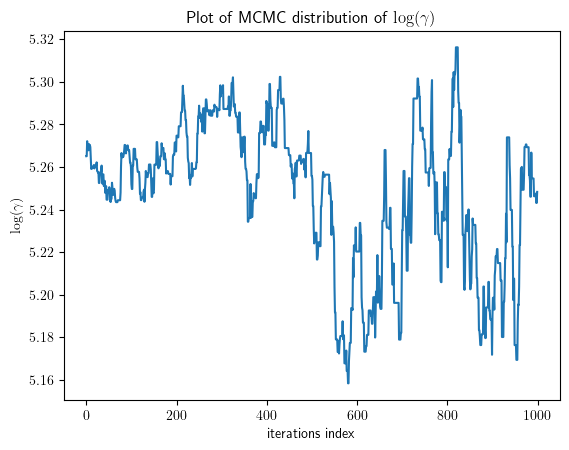 Plot of MCMC distribution of log(γ)
log(γ)
5.32
5.30
5.28
5.26
5.24
5.22
5.20
5.18
5.16
0 200 400 600 800 1000
iterations index